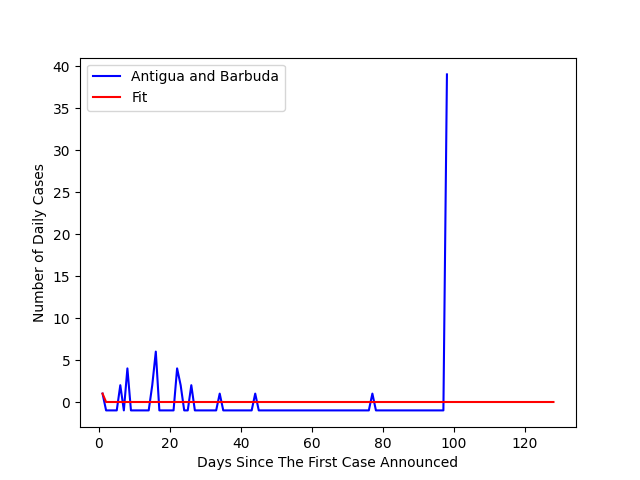 Antigua and Barbuda
Fit
Number of Daily Cases
40
35
30
25
20
15
10
5
0
0 20 40 60 80 100 120
Days Since The First Case Announced